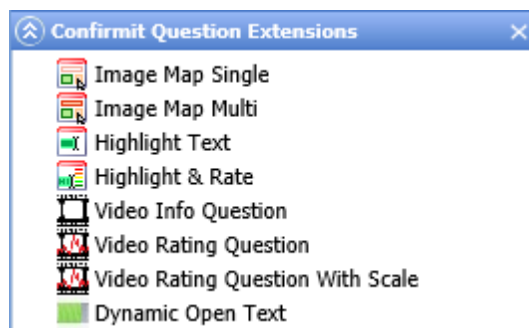 Confirmit Question Extensions
Image Map Single
Image Map Multi
Highlight Text
Highlight & Rate
Video Info Question
Video Rating Question
Video Rating Question With Scale
Dynamic Open Text